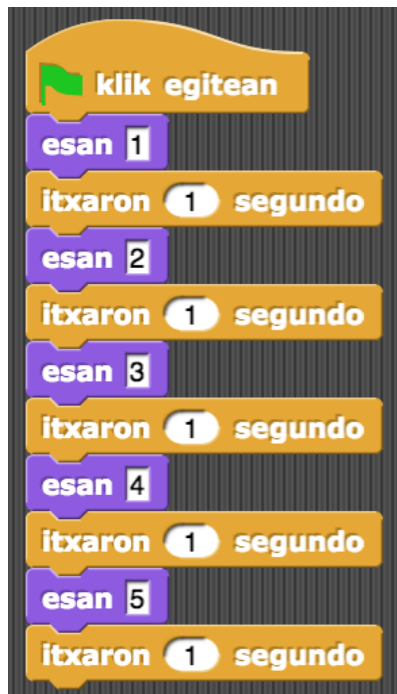 klik egitean
esan 1
itxaron 1 segundo
esan 2
itxaron 1 segundo
esan 3
itxaron 1 segundo
esan 4
itxaron 1 segundo
esan 5
itxaron 1 segundo